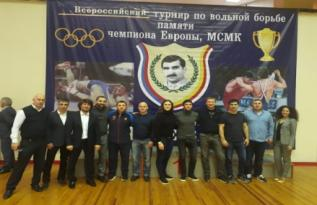 Всероссийский турнир по вольной борьбе
памяти
чемпиона Европы, МСМК